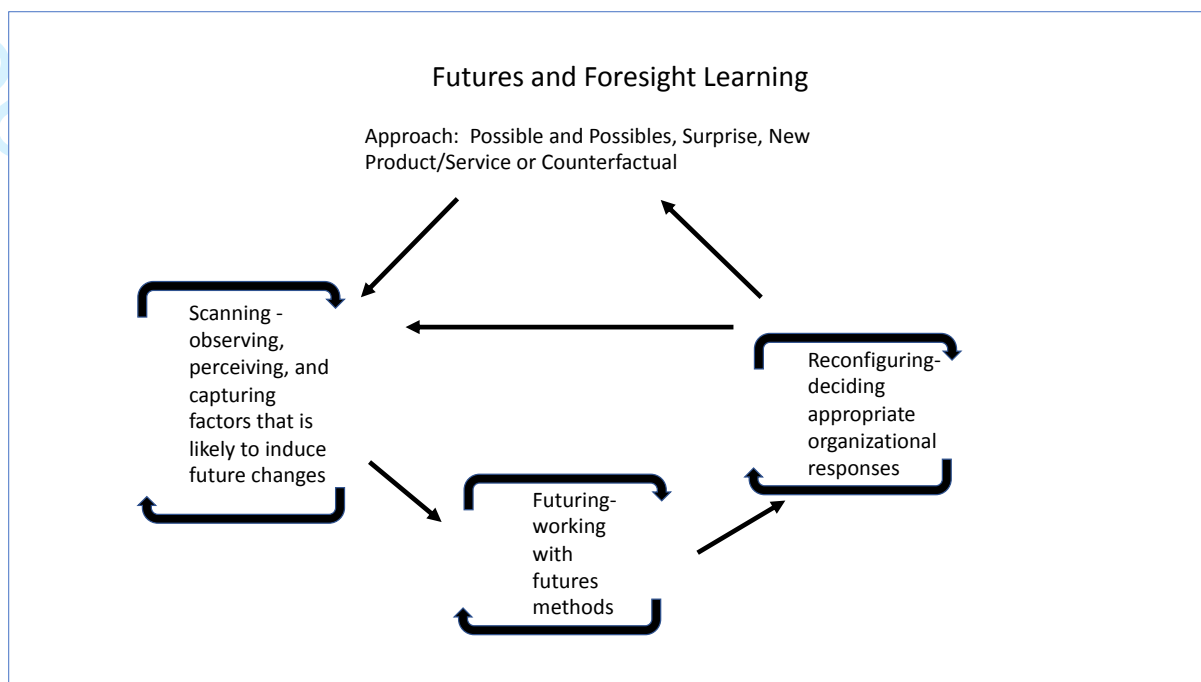 Futures and Foresight Learning
Approach:  Possible and Possibles, Surprise, New
Product/Service or Counterfactual
Scanning -
observing,
perceiving, and
capturing
factors that is
likely to induce
future changes
Reconfiguring-
deciding
appropriate
organizational
responses
Futuring-
working
with
futures
methods